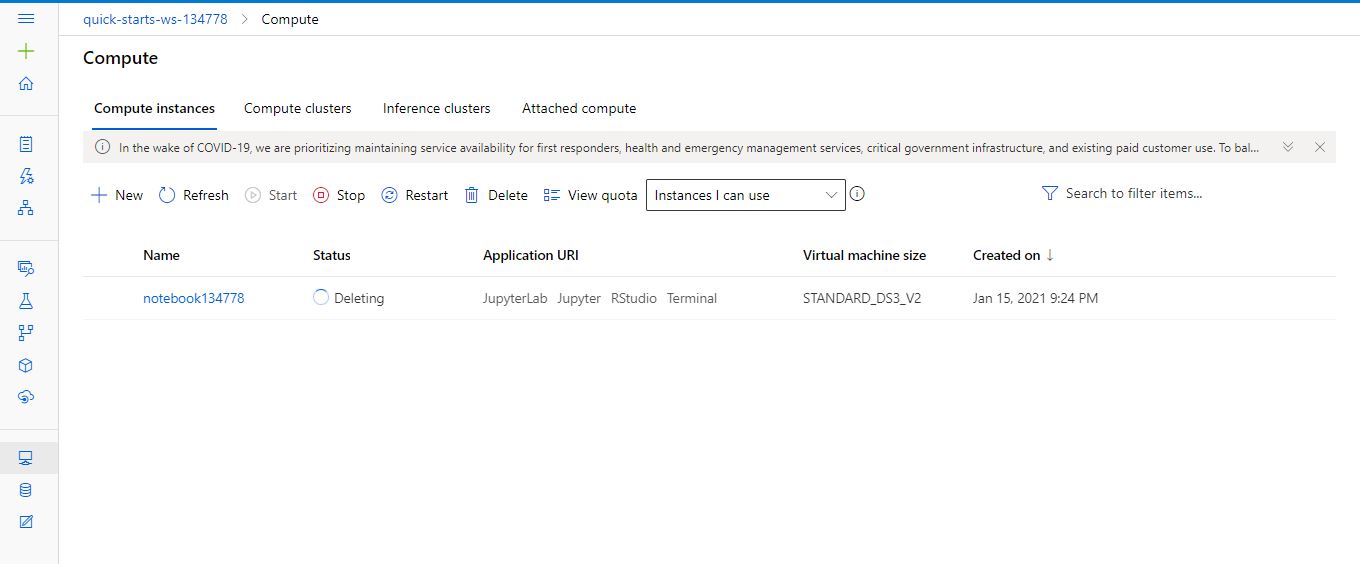 quick-starts-ws-134778 > Compute
Compute
Compute instances Compute clusters Inference clusters Attached compute
In the wake of COVID-19, we are prioritizing maintaining service availability for first responders, health and emergency management services, critical government infrastructure, and existing paid customer use. To bal...
New Refresh Start Stop Restart Delete View quota Instances I can use Search to filter items...
Name Status Application URI Virtual machine size Created on ↓
notebook134778 Deleting JupyterLab Jupyter RStudio Terminal STANDARD_DS3_V2 Jan 15, 2021 9:24 PM